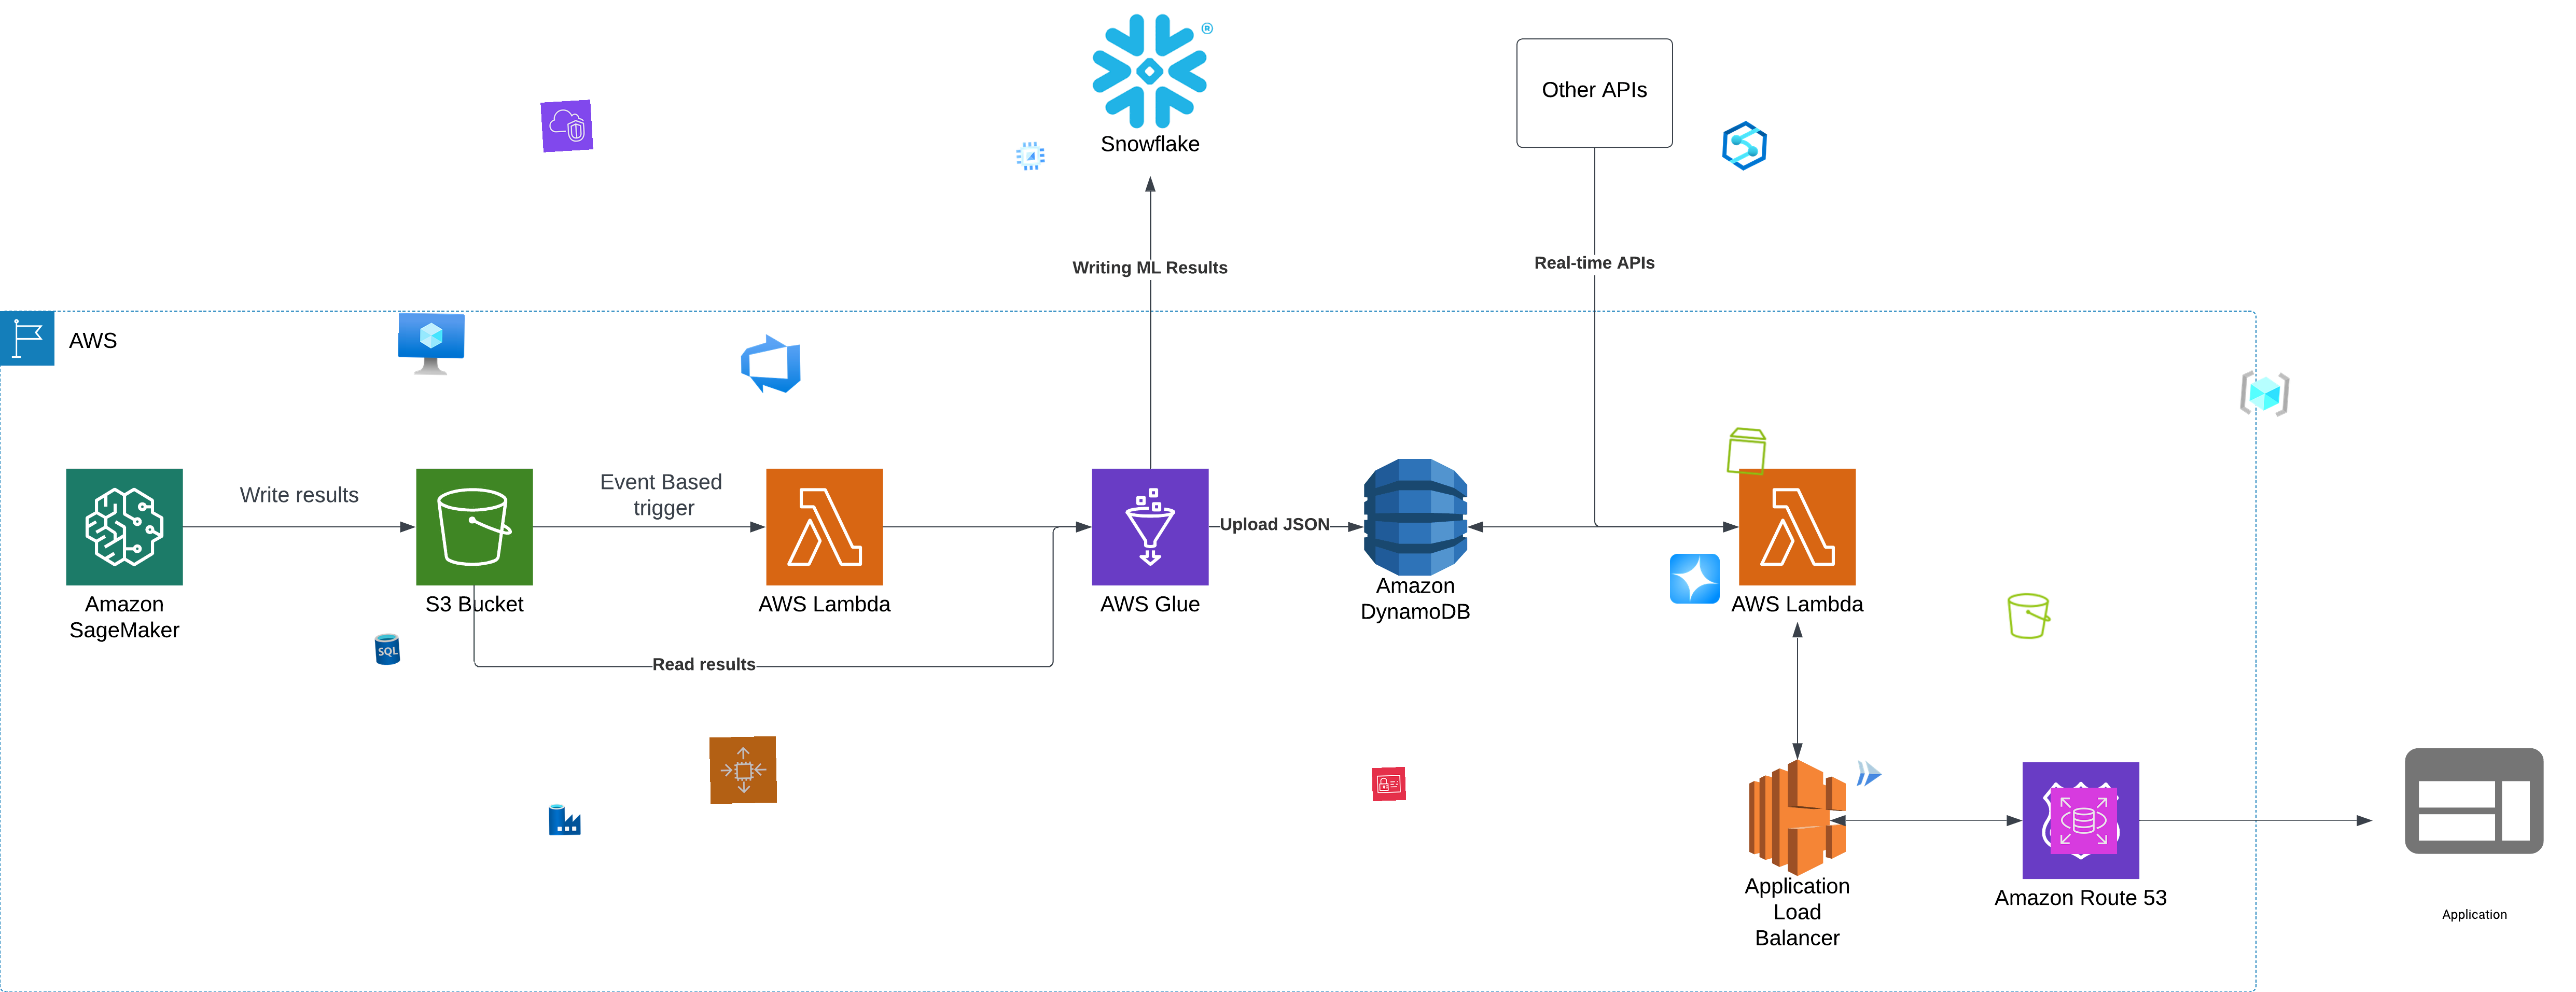 ®
Snowflake
Other APIs
Writing ML Results
Real-time APIs
AWS
Write results
Event Based
trigger
Upload JSON
Amazon
SageMaker
S3 Bucket
AWS Lambda
AWS Glue
Amazon
DynamoDB
AWS Lambda
SQL
Read results
Application
Load
Balancer
Amazon Route 53
Application